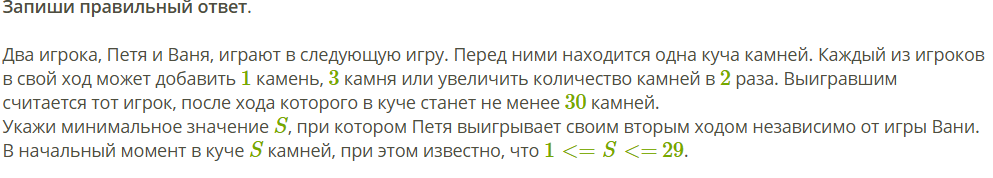 Запиши правильный ответ.
Два игрока, Петя и Ваня, играют в следующую игру. Перед ними находится одна куча камней. Каждый из игроков
в свой ход может добавить 1 камень, 3 камня или увеличить количество камней в 2 раза. Выигравшим
считается тот игрок, после хода которого в куче станет не менее 30 камней.
Укажи минимальное значение S, при котором Петя выигрывает своим вторым ходом независимо от игры Вани.
В начальный момент в куче S камней, при этом известно, что 1 <= S <= 29.